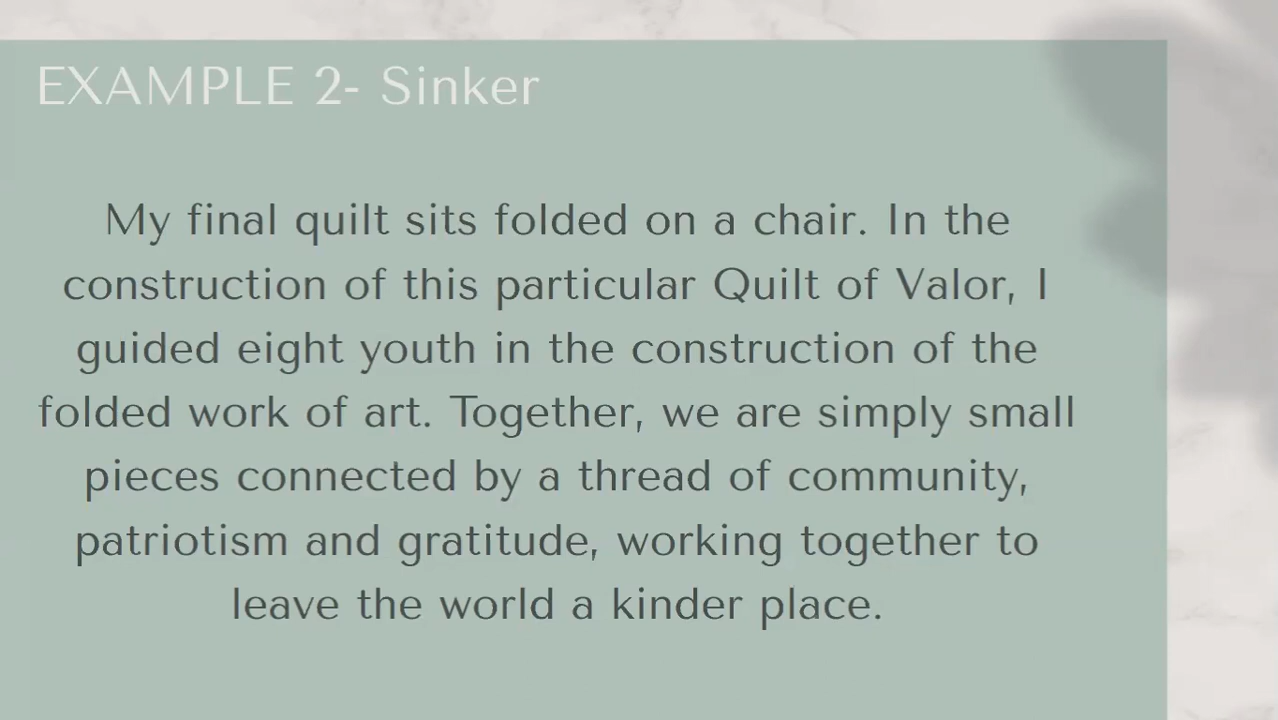 EXAMPLE 2- Sinker
My final quilt sits folded on a chair. In the
construction of this particular Quilt of Valor, I
guided eight youth in the construction of the
folded work of art. Together, we are simply small
pieces connected by a thread of community,
patriotism and gratitude, working together to
leave the world a kinder place.